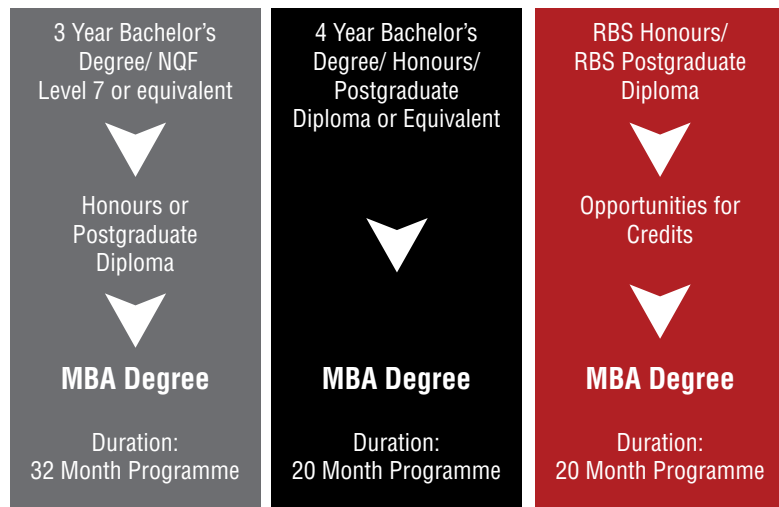 3 Year Bachelor's
Degree/ NQF
Level 7 or equivalent
Honours or
Postgraduate
Diploma
MBA Degree
Duration:
32 Month Programme
4 Year Bachelor's
Degree/ Honours/
Postgraduate
Diploma or Equivalent
MBA Degree
Duration:
20 Month Programme
RBS Honours/
RBS Postgraduate
Diploma
Opportunities for
Credits
MBA Degree
Duration:
20 Month Programme